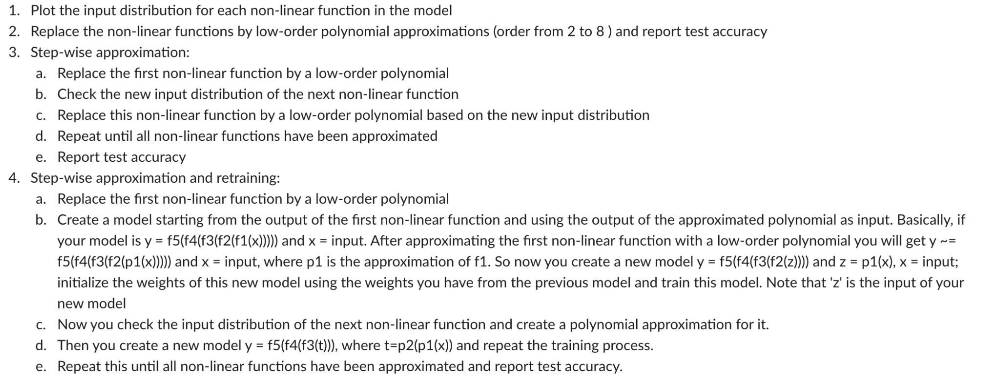 1. Plot the input distribution for each non-linear function in the model
2. Replace the non-linear functions by low-order polynomial approximations (order from 2 to 8 ) and report test accuracy
3. Step-wise approximation:
a. Replace the first non-linear function by a low-order polynomial
b. Check the new input distribution of the next non-linear function
c. Replace this non-linear function by a low-order polynomial based on the new input distribution
d. Repeat until all non-linear functions have been approximated
e. Report test accuracy
4. Step-wise approximation and retraining:
a. Replace the first non-linear function by a low-order polynomial
b. Create a model starting from the output of the first non-linear function and using the output of the approximated polynomial as input. Basically, if
your model is y = f5(f4(f3(f2(f1(x))))) and x = input. After approximating the first non-linear function with a low-order polynomial you will get y ~=
f5(f4(f3(f2(p1(x))))) and x = input, where p1 is the approximation of f1. So now you create a new model y = f5(f4(f3(f2(z)))) and z = p1(x), x = input;
initialize the weights of this new model using the weights you have from the previous model and train this model. Note that 'z' is the input of your
new model
c. Now you check the input distribution of the next non-linear function and create a polynomial approximation for it.
d. Then you create a new model y = f5(f4(f3(t))), where t=p2(p1(x)) and repeat the training process.
e. Repeat this until all non-linear functions have been approximated and report test accuracy.